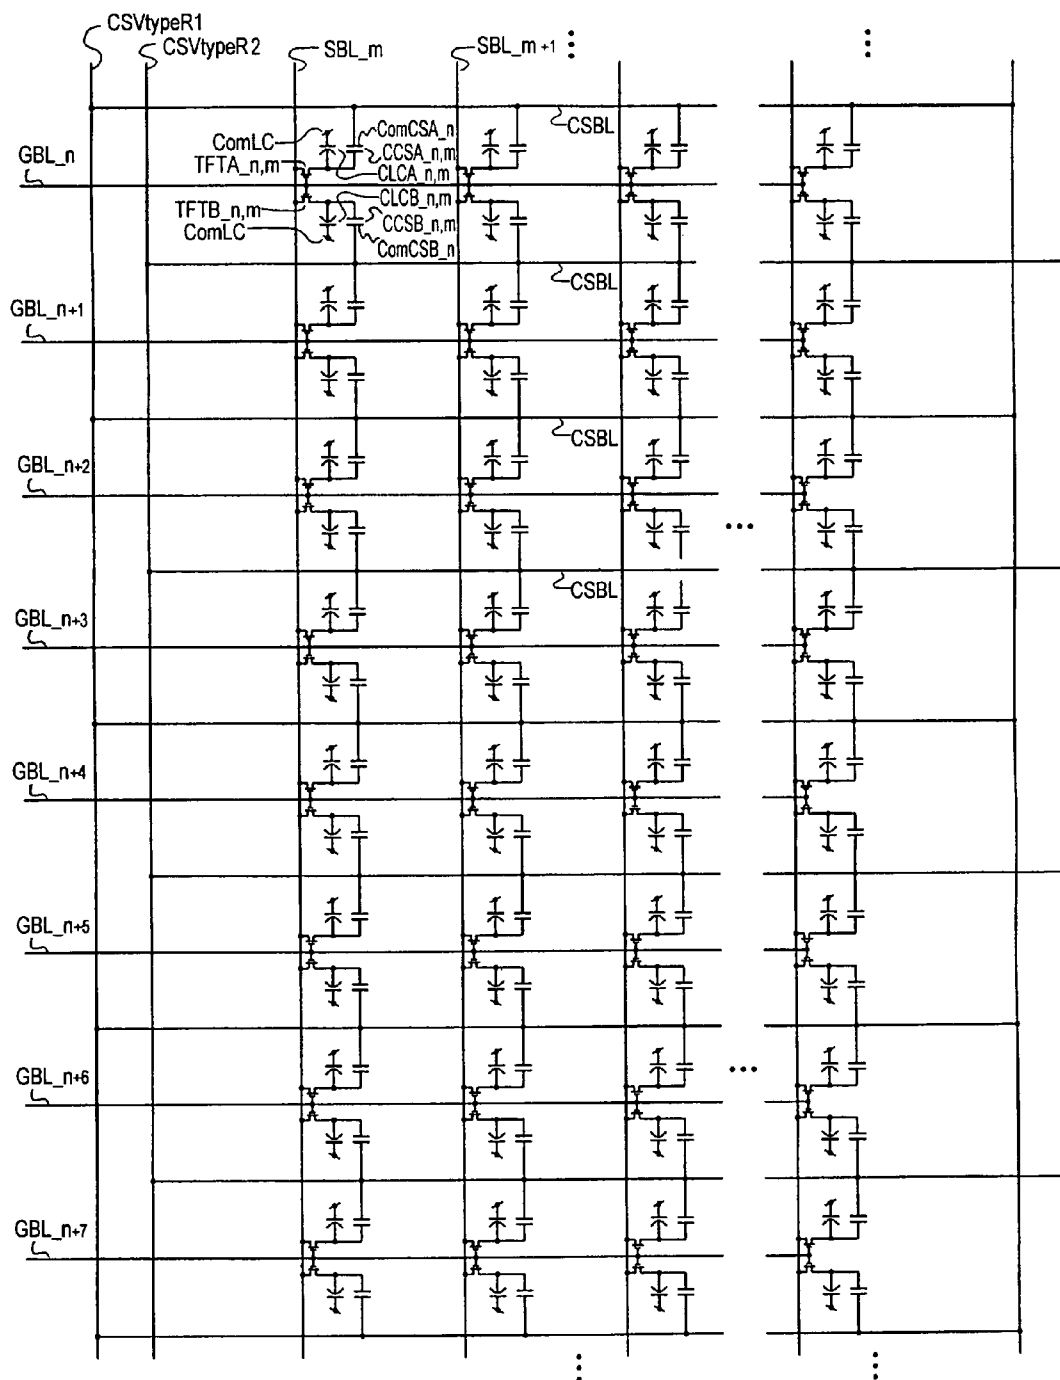 CSVtypeR1
CSVtypeR2
SBL_m
SBL_m+1
ComLC
ComCSA_n
CSBL
GBL_n
TFTA_n,m
CCSA_n,m
CLCA_n,m
TFTB_n,m
CLCB_n,m
ComLC
CCSB_n,m
ComCSB_n
CSBL
GBL_n+1
CSBL
GBL_n+2
CSBL
GBL_n+3
GBL_n+4
GBL_n+5
GBL_n+6
GBL_n+7